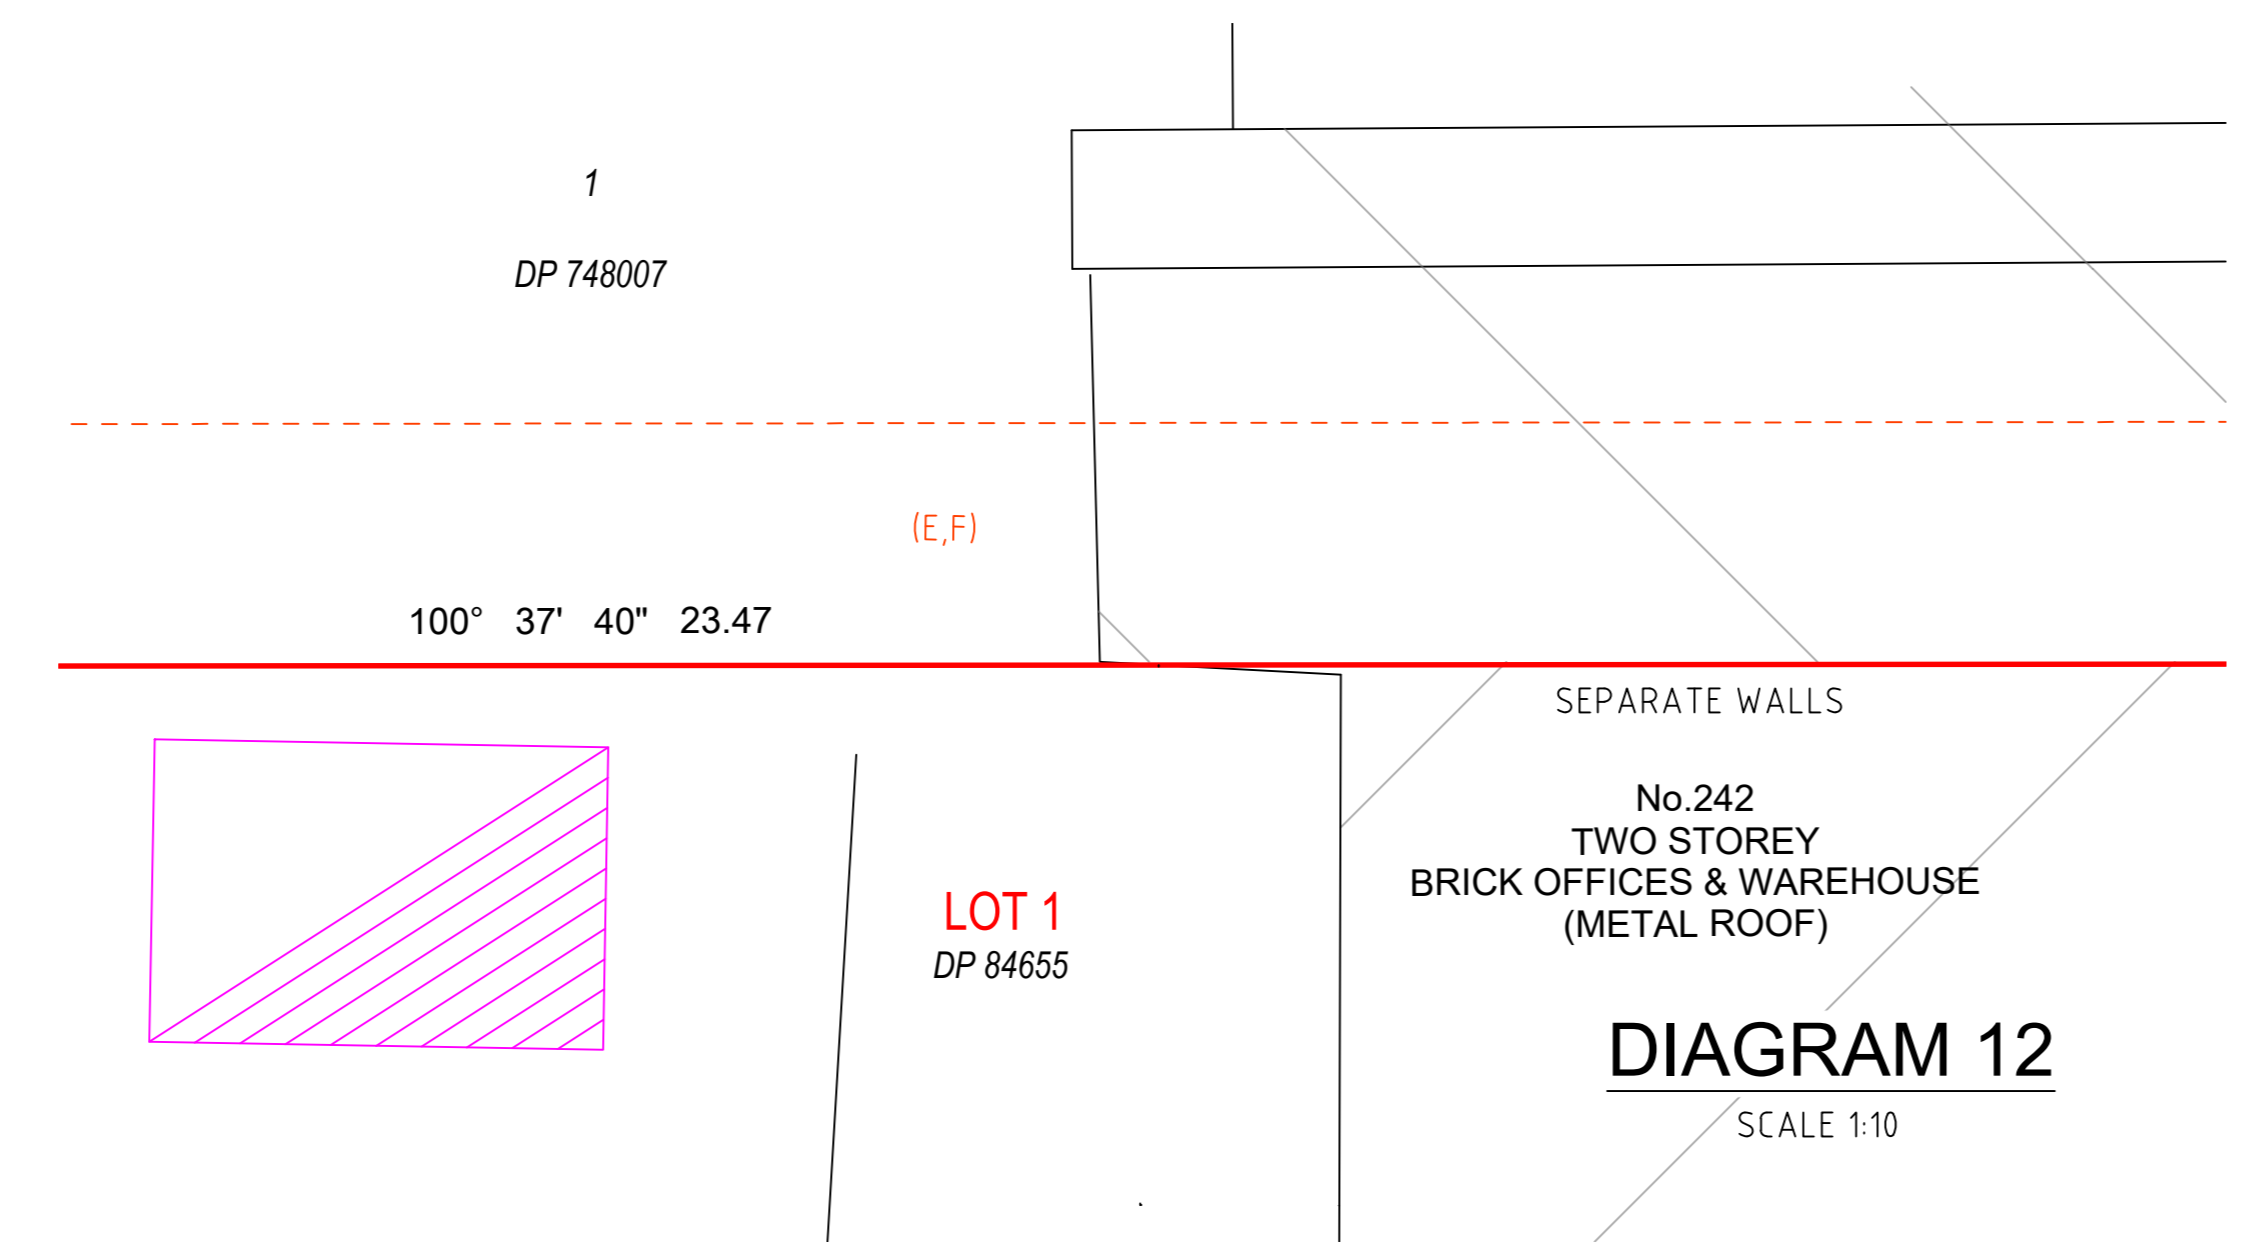 1
DP 748007
(E,F)
100° 37' 40" 23.47
SEPARATE WALLS
No.242
TWO STOREY
BRICK OFFICES & WAREHOUSE
(METAL ROOF)
LOT 1
DP 84655
DIAGRAM 12
SCALE 1:10